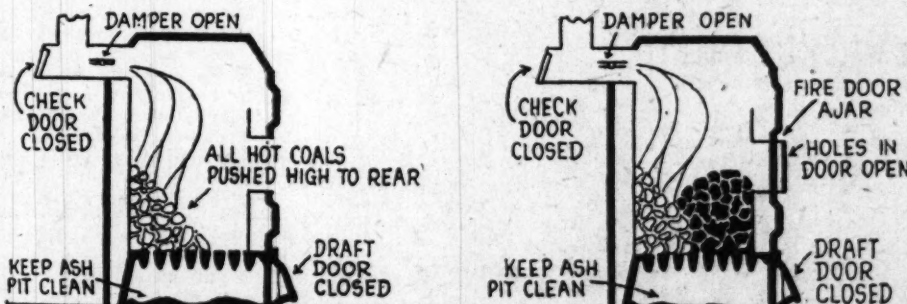 DAMPER OPEN
CHECK
DOOR
CLOSED
ALL HOT COALS
PUSHED HIGH TO REAR
KEEP ASH
PIT CLEAN
DRAFT
DOOR
CLOSED
DAMPER OPEN
CHECK
DOOR
CLOSED
FIRE DOOR
AJAR
HOLES IN
DOOR OPEN
KEEP ASH
PIT CLEAN
DRAFT
DOOR
CLOSED